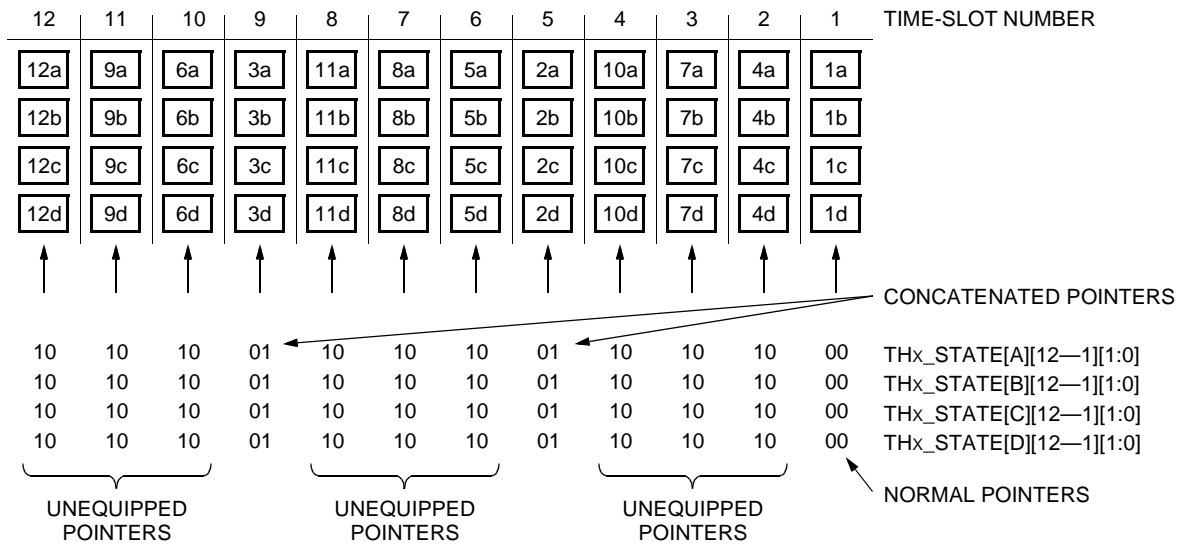 12 11 10 9 8 7 6 5 4 3 2 1 TIME-SLOT NUMBER
12a 9a 6a 3a 11a 8a 5a 2a 10a 7a 4a 1a
12b 9b 6b 3b 11b 8b 5b 2b 10b 7b 4b 1b
12c 9c 6c 3c 11c 8c 5c 2c 10c 7c 4c 1c
12d 9d 6d 3d 11d 8d 5d 2d 10d 7d 4d 1d
CONCATENATED POINTERS
10 10 10 01 10 10 10 01 10 10 10 00 THX_STATE[A][12—1][1:0]
10 10 10 01 10 10 10 01 10 10 10 00 THX_STATE[B][12—1][1:0]
10 10 10 01 10 10 10 01 10 10 10 00 THX_STATE[C][12—1][1:0]
10 10 10 01 10 10 10 01 10 10 10 00 THX_STATE[D][12—1][1:0]
NORMAL POINTERS
UNEQUIPPED UNEQUIPPED UNEQUIPPED
POINTERS POINTERS POINTERS